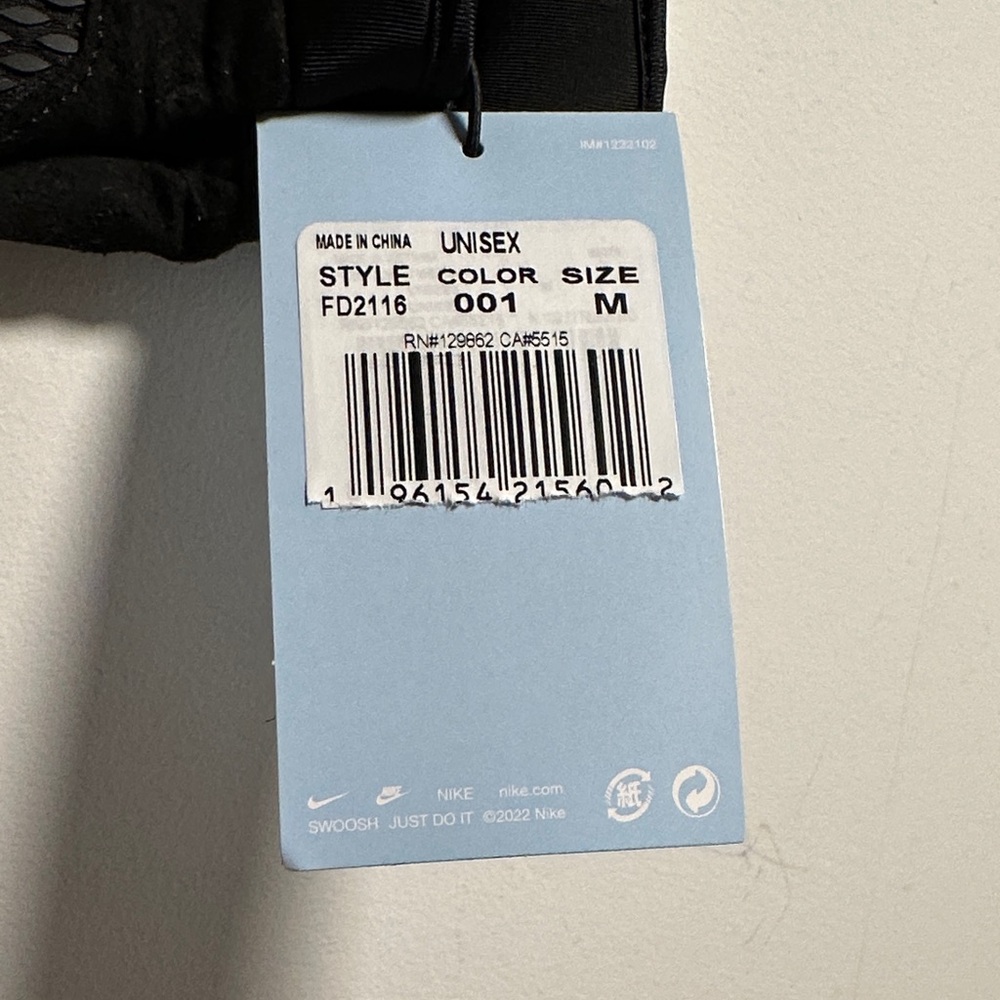 IM#1222102
MADE IN CHINA UNISEX
STYLE COLOR SIZE
FD2116 001 M
RN#129862 CA#5515
1 96154 21560 2
NIKE nike.com
SWOOSH JUST DO IT ©2022 Nike
紙